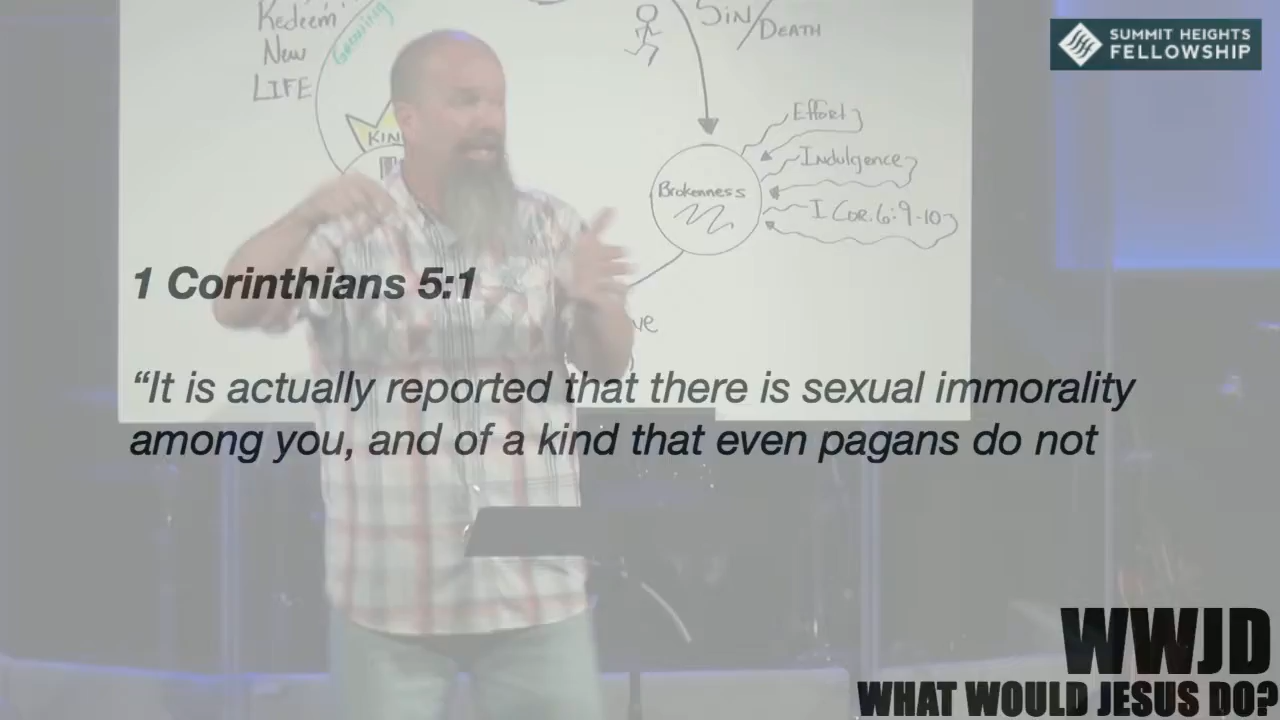 Redeem
New
LIFE
GROWING
KIN
SiN/
DEATH
Effort
Indulgence
Brokenness
I COR. 6:9-10
ve
SUMMIT HEIGHTS
FELLOWSHIP
1 Corinthians 5:1
“It is actually reported that there is sexual immorality
among you, and of a kind that even pagans do not
WWJD
WHAT WOULD JESUS DO?